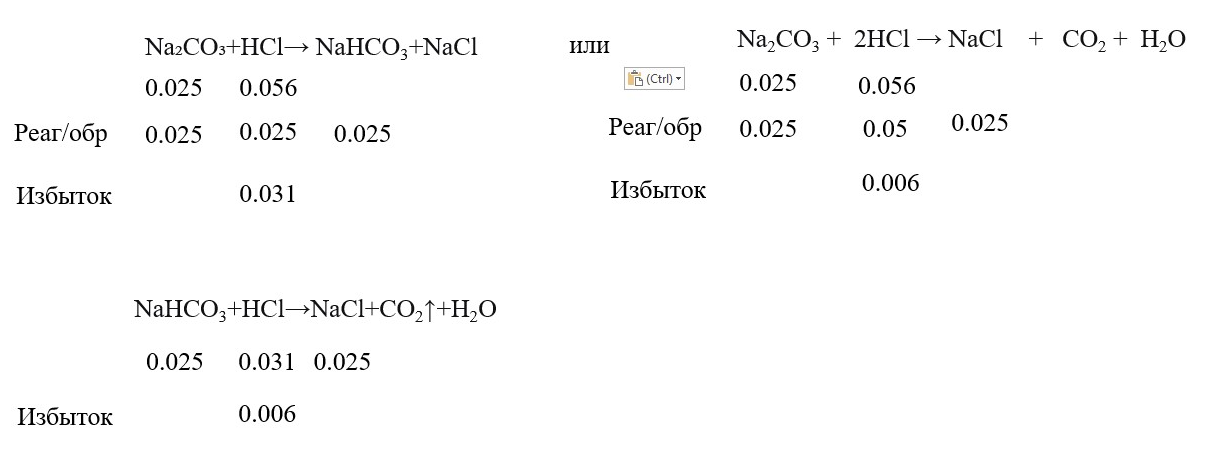 Na₂CO₃+HCl→ NaHCO₃+NaCl
0.025 0.056
Реаг/обр 0.025 0.025 0.025
Избыток 0.031
или
Na₂CO₃ + 2HCl → NaCl + CO₂ + H₂O
(Ctrl)
0.025 0.056
Реаг/обр 0.025 0.05 0.025
Избыток 0.006
NaHCO₃+HCl→NaCl+CO₂↑+H₂O
0.025 0.031 0.025
Избыток 0.006